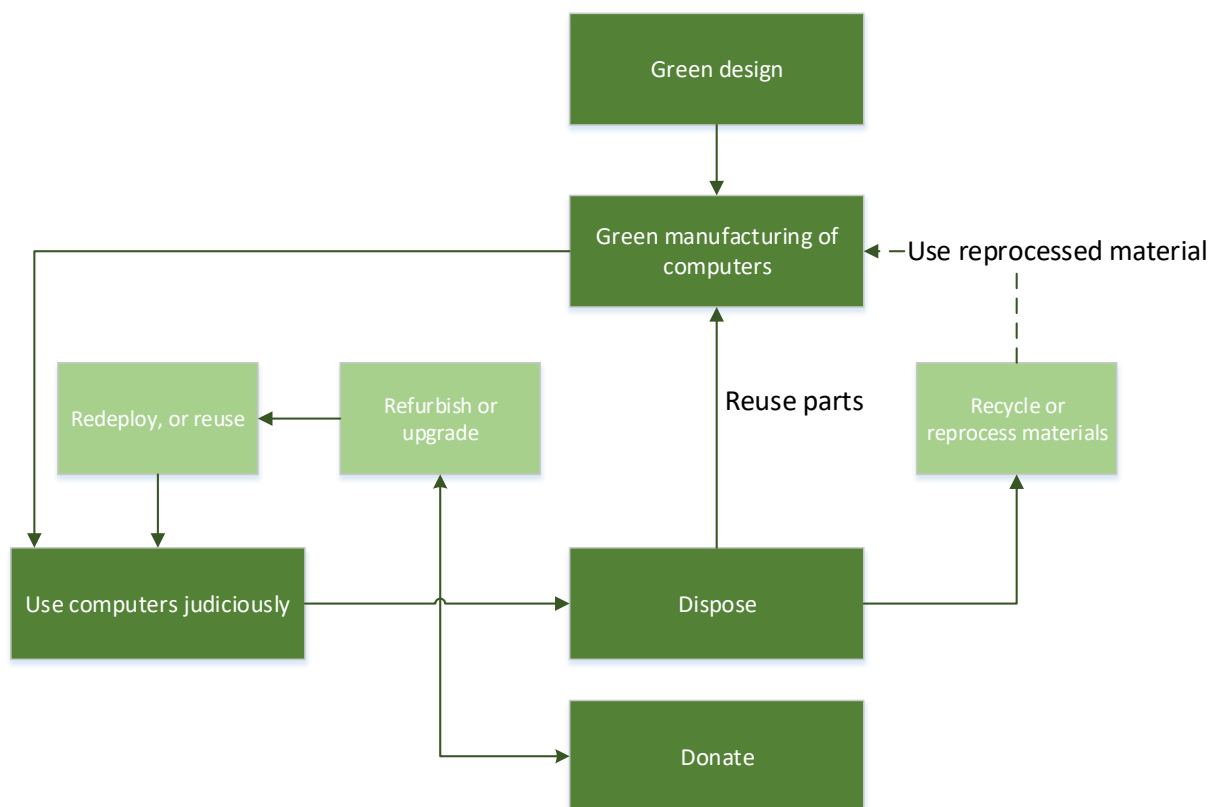 Green design
Green manufacturing of
computers
Use reprocessed material
Redeploy, or reuse
Refurbish or
upgrade
Reuse parts
Recycle or
reprocess materials
Use computers judiciously
Dispose
Donate